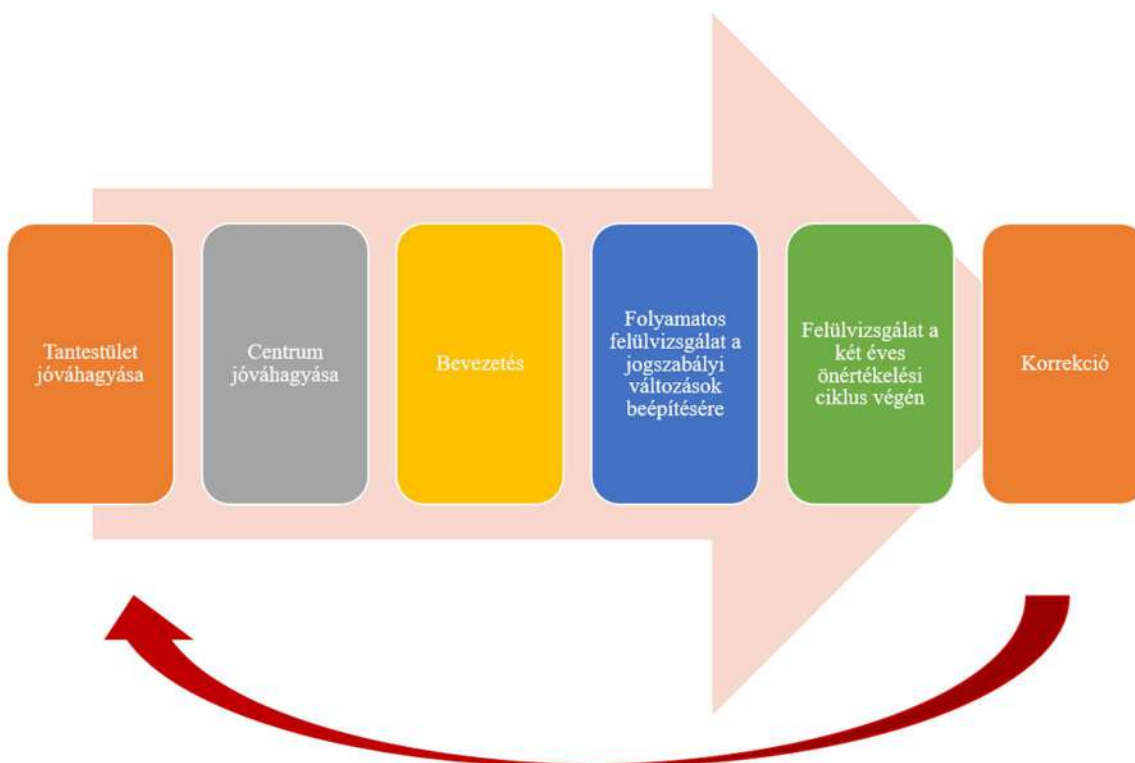 Tantestület
jóváhagyása
Centrum
jóváhagyása
Bevezetés
Folyamatos
felülvizsgálat a
jogszabályi
változások
beépítésére
Felülvizsgálat a
két éves
önértékelési
ciklus végén
Korrekció